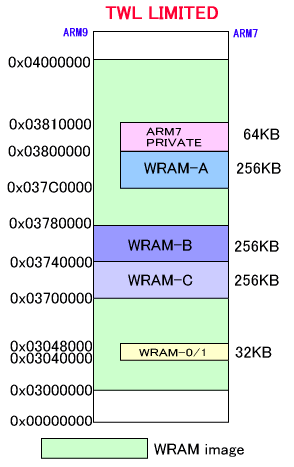 TWL LIMITED
ARM9 ARM7
0x04000000
0x03810000 ARM7 PRIVATE 64KB
0x03800000
WRAM-A 256KB
0x037C0000
0x03780000
WRAM-B 256KB
0x03740000
WRAM-C 256KB
0x03700000
0x03048000
WRAM-0/1 32KB
0x03040000
0x03000000
0x00000000
WRAM image